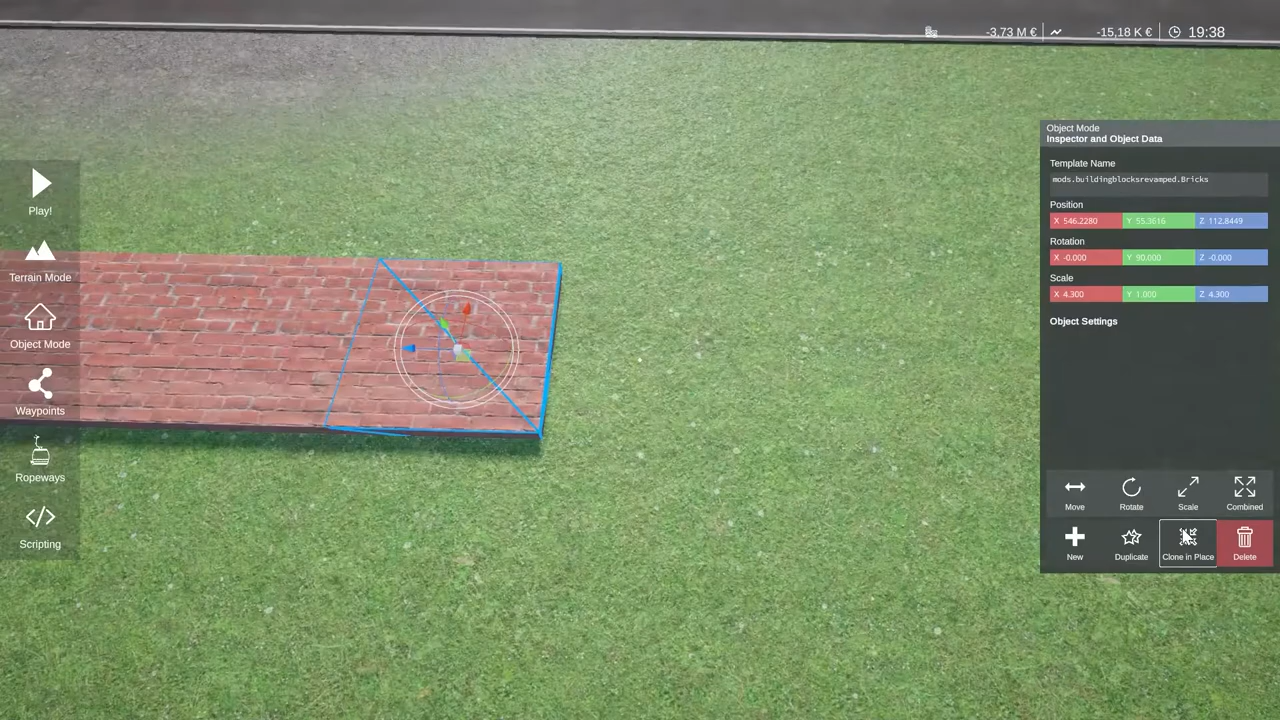 -3.73 M €
-15,18 K €
19:38
Play!
Terrain Mode
Object Mode
Waypoints
Ropeways
Scripting
Object Mode
Inspector and Object Data
Template Name
mods.buildingblocksrevamped.Bricks
Position
X 546.2280 Y 55.3616 Z 112.8449
Rotation
X -0.000 Y 90.000 Z -0.000
Scale
X 4.300 Y 1.000 Z 4.300
Object Settings
Move Rotate Scale Combined
New Duplicate Clone in Place Delete